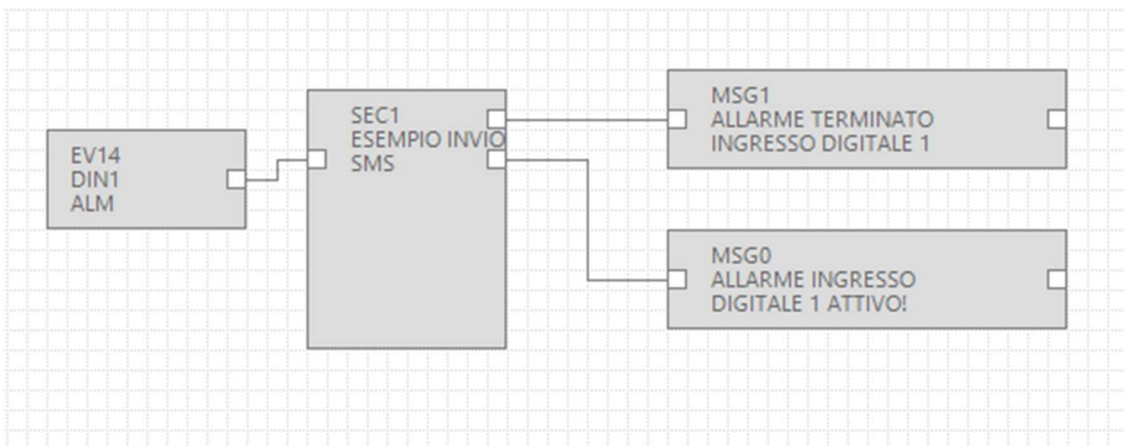 EV14
DIN1
ALM
SEC1
ESEMPIO INVIO
SMS
MSG1
ALLARME TERMINATO
INGRESSO DIGITALE 1
MSG0
ALLARME INGRESSO
DIGITALE 1 ATTIVO!